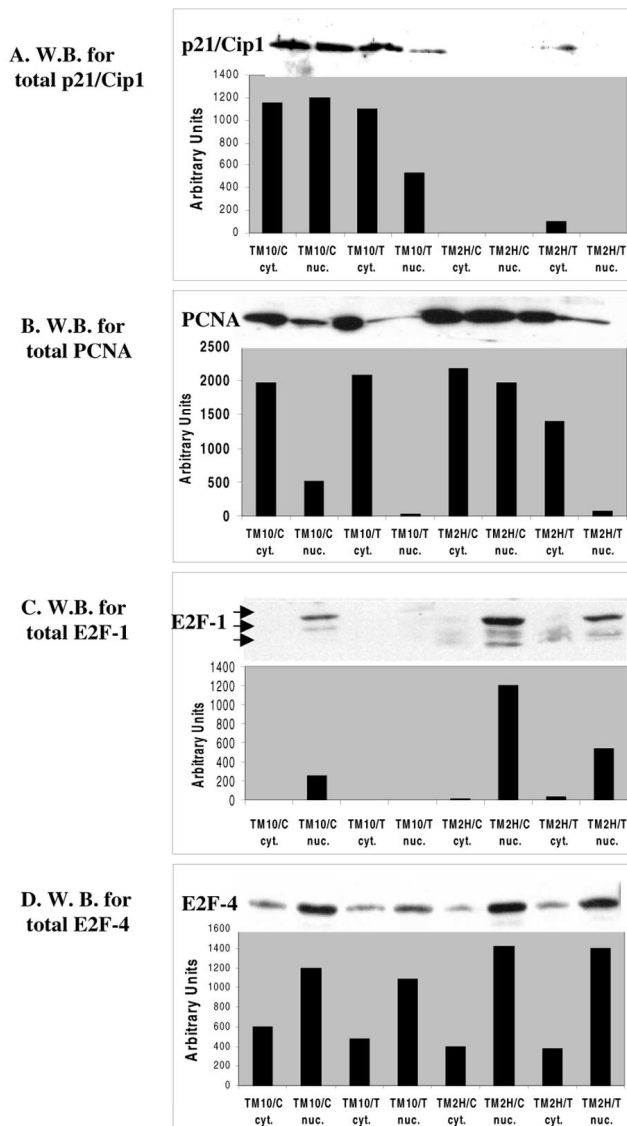 A. W.B. for
total p21/Cip1
p21/Cip1
Arbitrary Units
1400
1200
1000
800
600
400
200
0
TM10/C TM10/C TM10/T TM10/T TM2H/C TM2H/C TM2H/T TM2H/T
cyt. nuc. cyt. nuc. cyt. nuc. cyt. nuc.
B. W.B. for
total PCNA
PCNA
Arbitrary Units
2500
2000
1500
1000
500
0
TM10/C TM10/C TM10/T TM10/T TM2H/C TM2H/C TM2H/T TM2H/T
cyt. nuc. cyt. nuc. cyt. nuc. cyt. nuc.
C. W.B. for
total E2F-1
E2F-1
Arbitrary Units
1400
1200
1000
800
600
400
200
0
TM10/C TM10/C TM10/T TM10/T TM2H/C TM2H/C TM2H/T TM2H/T
cyt. nuc. cyt. nuc. cyt. nuc. cyt. nuc.
D. W. B. for
total E2F-4
E2F-4
Arbitrary Units
1600
1400
1200
1000
800
600
400
200
0
TM10/C TM10/C TM10/T TM10/T TM2H/C TM2H/C TM2H/T TM2H/T
cyt. nuc. cyt. nuc. cyt. nuc. cyt. nuc.